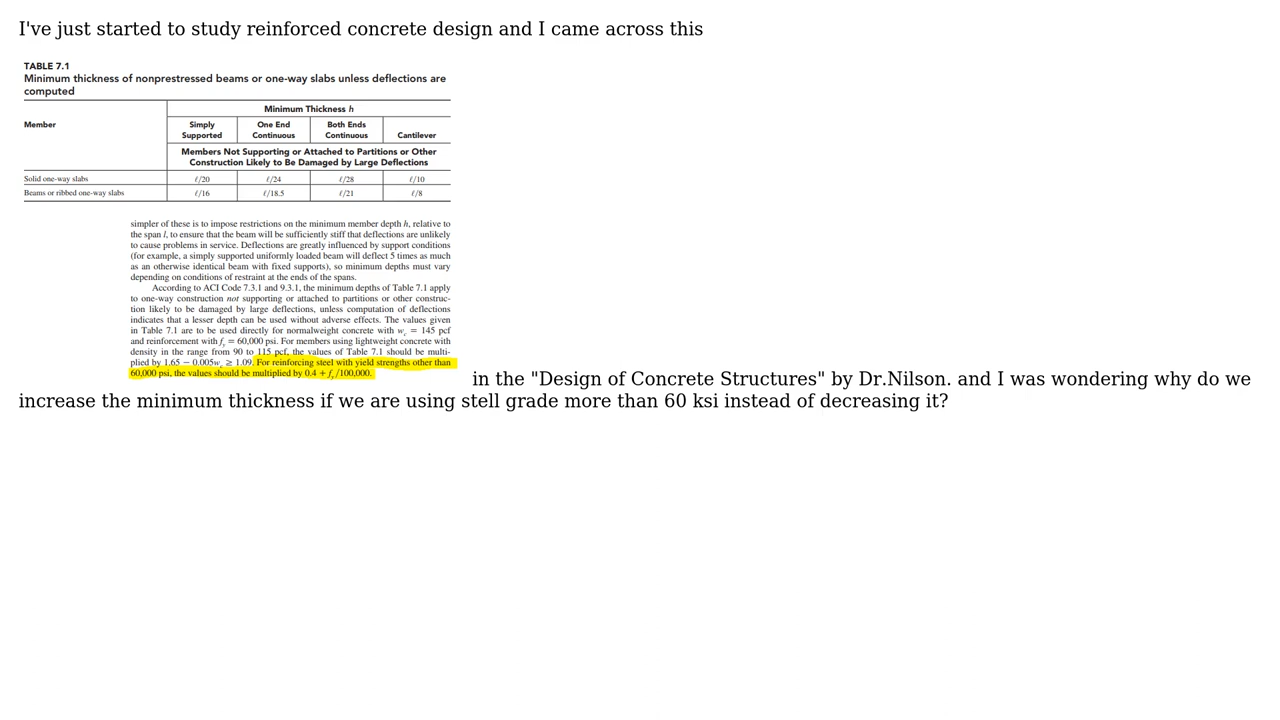 I've just started to study reinforced concrete design and I came across this
TABLE 7.1
Minimum thickness of nonprestressed beams or one-way slabs unless deflections are
computed
Minimum Thickness h
Member Simply Supported One End Continuous Both Ends Continuous Cantilever
Members Not Supporting or Attached to Partitions or Other
Construction Likely to Be Damaged by Large Deflections
Solid one-way slabs ℓ/20 ℓ/24 ℓ/28 ℓ/10
Beams or ribbed one-way slabs ℓ/16 ℓ/18.5 ℓ/21 ℓ/8
simpler of these is to impose restrictions on the minimum member depth h, relative to
the span l, to ensure that the beam will be sufficiently stiff that deflections are unlikely
to cause problems in service. Deflections are greatly influenced by support conditions
(for example, a simply supported uniformly loaded beam will deflect 5 times as much
as an otherwise identical beam with fixed supports), so minimum depths must vary
depending on conditions of restraint at the ends of the spans.
According to ACI Code 7.3.1 and 9.3.1, the minimum depths of Table 7.1 apply
to one-way construction not supporting or attached to partitions or other construc-
tion likely to be damaged by large deflections, unless computation of deflections
indicates that a lesser depth can be used without adverse effects. The values given
in Table 7.1 are to be used directly for normalweight concrete with w_c = 145 pcf
and reinforcement with f_y = 60,000 psi. For members using lightweight concrete with
density in the range from 90 to 115 pcf, the values of Table 7.1 should be multi-
plied by 1.65 − 0.005w_c ≥ 1.09. For reinforcing steel with yield strengths other than
60,000 psi, the values should be multiplied by 0.4 + f_y/100,000.
in the "Design of Concrete Structures" by Dr.Nilson. and I was wondering why do we
increase the minimum thickness if we are using stell grade more than 60 ksi instead of decreasing it?